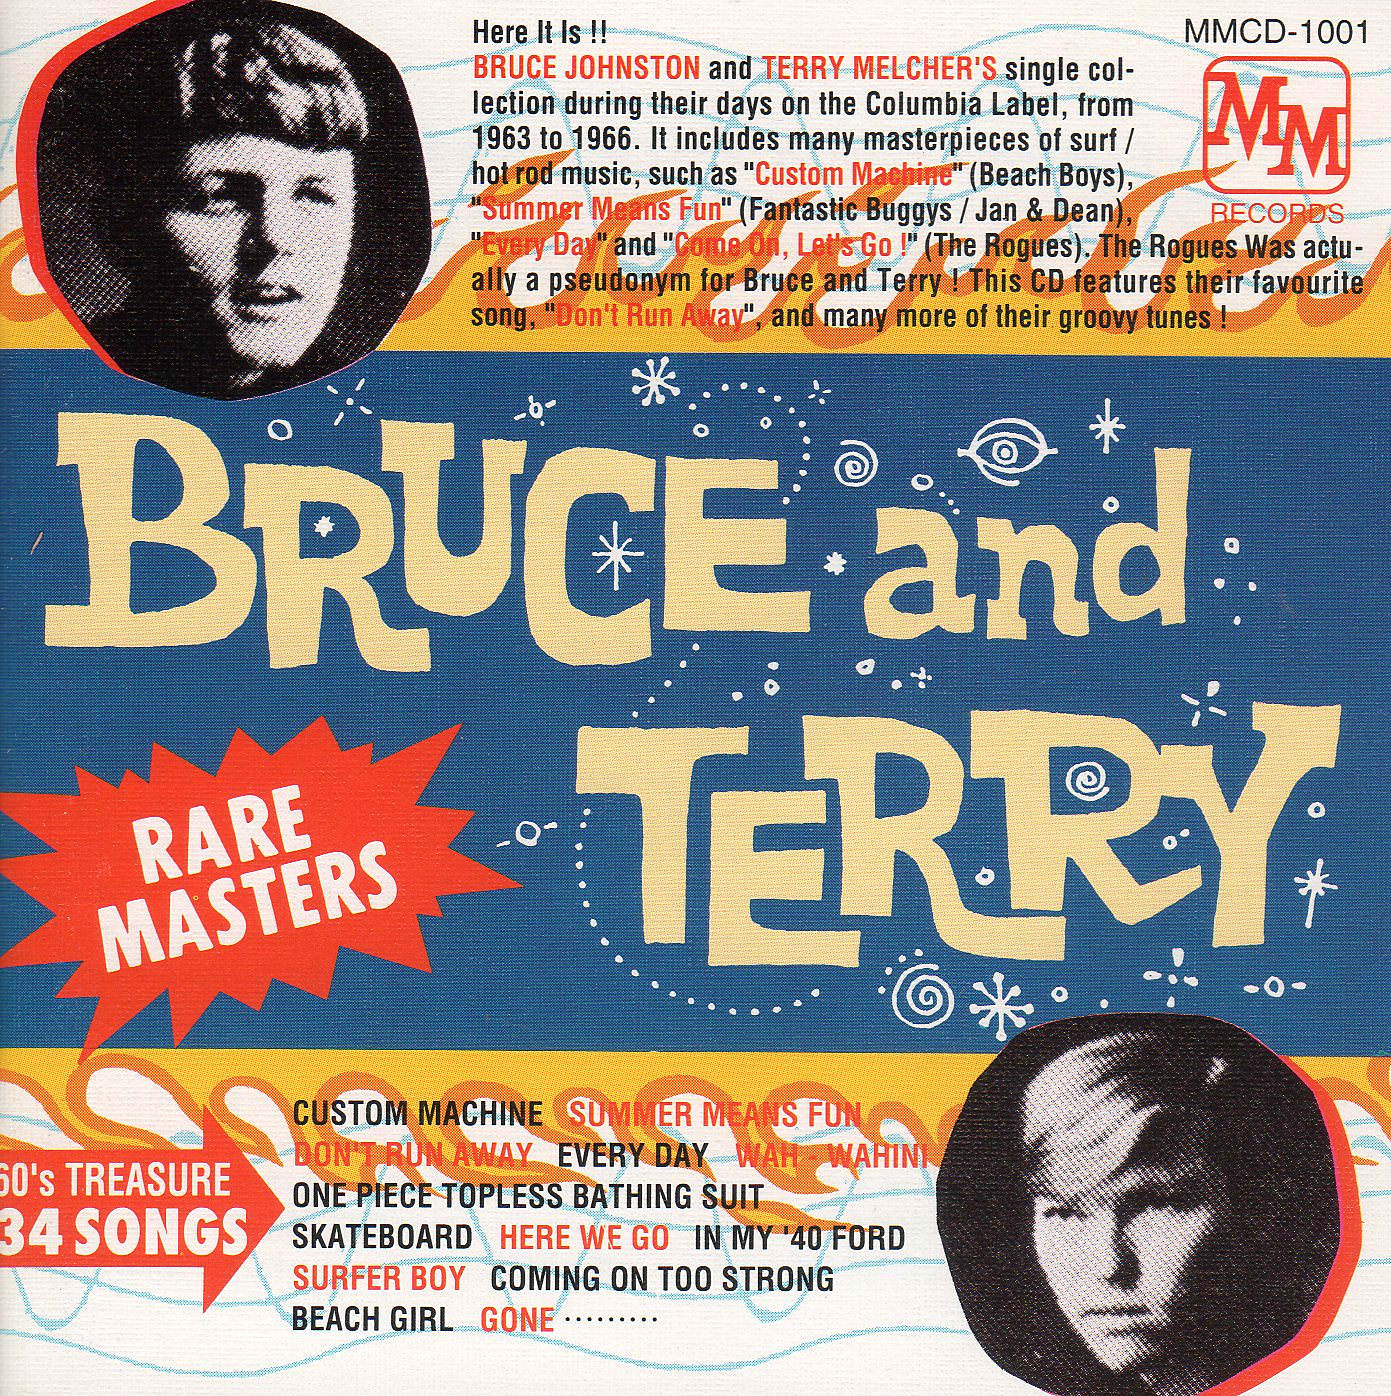 Here It Is !!
BRUCE JOHNSTON and TERRY MELCHER'S single col-
lection during their days on the Columbia Label, from
1963 to 1966. It includes many masterpieces of surf /
hot rod music, such as "Custom Machine" (Beach Boys),
"Summer Means Fun" (Fantastic Buggys / Jan & Dean),
"Every Day" and "Come On, Let's Go !" (The Rogues). The Rogues Was actu-
ally a pseudonym for Bruce and Terry ! This CD features their favourite
song, "Don't Run Away", and many more of their groovy tunes !
MMCD-1001
MM
RECORDS
BRUCE and
TERRY
RARE
MASTERS
60's TREASURE
34 SONGS
CUSTOM MACHINE SUMMER MEANS FUN
DON'T RUN AWAY EVERY DAY WAH - WAHINI
ONE PIECE TOPLESS BATHING SUIT
SKATEBOARD HERE WE GO IN MY '40 FORD
SURFER BOY COMING ON TOO STRONG
BEACH GIRL GONE ·········